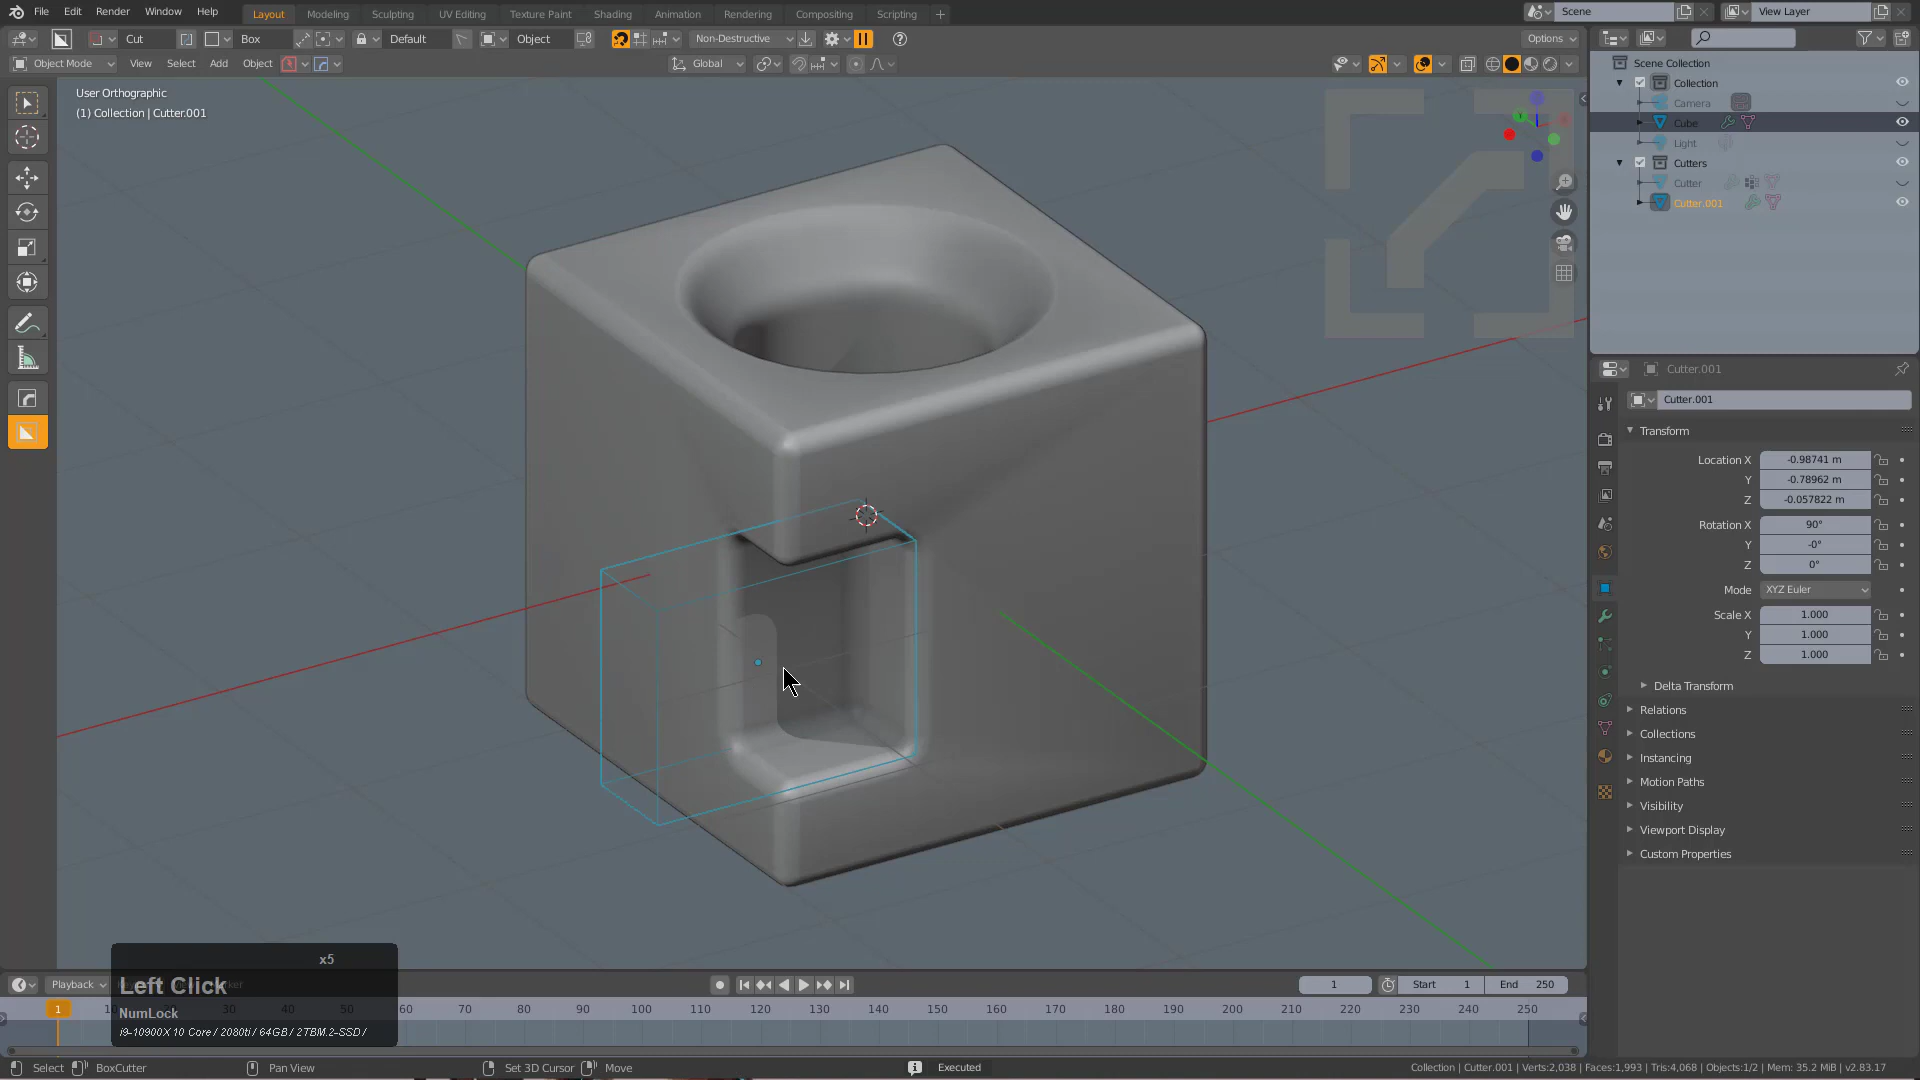 File Edit Render Window Help Layout Modeling Sculpting UV Editing Texture Paint Shading Animation Rendering Compositing Scripting + Scene View Layer
Cut Box Default Object Non-Destructive Options
Object Mode View Select Add Object Global
User Orthographic
(1) Collection | Cutter.001
Scene Collection
Collection
Camera
Cube
Light
Cutters
Cutter
Cutter.001
Cutter.001
Cutter.001
Transform
Location X -0.98741 m
Y -0.78962 m
Z -0.057822 m
Rotation X 90°
Y -0°
Z 0°
Mode XYZ Euler
Scale X 1.000
Y 1.000
Z 1.000
Delta Transform
Relations
Collections
Instancing
Motion Paths
Visibility
Viewport Display
Custom Properties
x5
Left Click
NumLock
i9-10900X 10 Core / 2080ti / 64GB / 2TBM.2-SSD /
Playback 1 Start 1 End 250
1 30 40 50 60 70 80 90 100 110 120 130 140 150 160 170 180 190 200 210 220 230 240 250
Select BoxCutter Pan View Set 3D Cursor Move Executed Collection | Cutter.001 | Verts:2,038 | Faces:1,993 | Tris:4,068 | Objects:1/2 | Mem: 35.2 MiB | v2.83.17